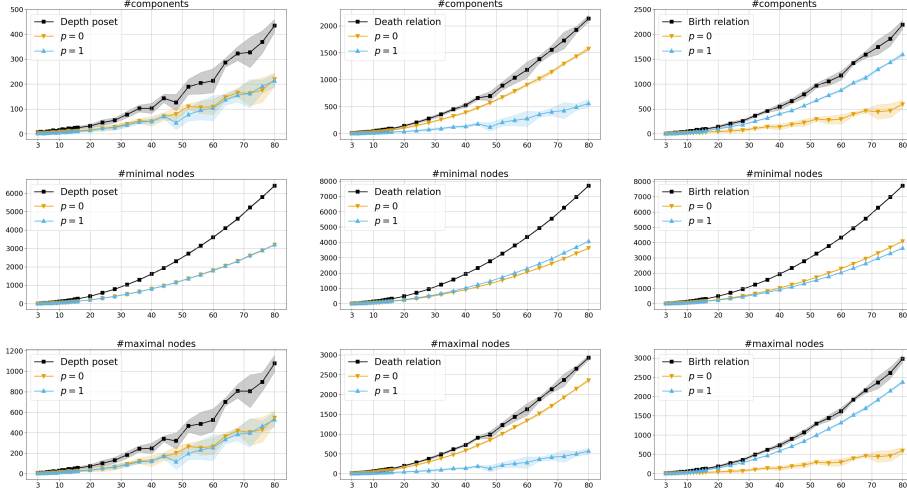 #components #components #components
500 2000 2500
400 1500 2000
300 1000 1500
200 500 1000
100 0 500
0 0
Depth poset Death relation Birth relation
p = 0 p = 0 p = 0
p = 1 p = 1 p = 1
3 10 20 30 40 50 60 70 80 3 10 20 30 40 50 60 70 80 3 10 20 30 40 50 60 70 80
#minimal nodes #minimal nodes #minimal nodes
6000 8000 8000
5000 7000 7000
4000 6000 6000
3000 5000 5000
2000 4000 4000
1000 3000 3000
0 2000 2000
1000 1000
0 0
Depth poset Death relation Birth relation
p = 0 p = 0 p = 0
p = 1 p = 1 p = 1
3 10 20 30 40 50 60 70 80 3 10 20 30 40 50 60 70 80 3 10 20 30 40 50 60 70 80
#maximal nodes #maximal nodes #maximal nodes
1200 3000 3000
1000 2500 2500
800 2000 2000
600 1500 1500
400 1000 1000
200 500 500
0 0 0
Depth poset Death relation Birth relation
p = 0 p = 0 p = 0
p = 1 p = 1 p = 1
3 10 20 30 40 50 60 70 80 3 10 20 30 40 50 60 70 80 3 10 20 30 40 50 60 70 80